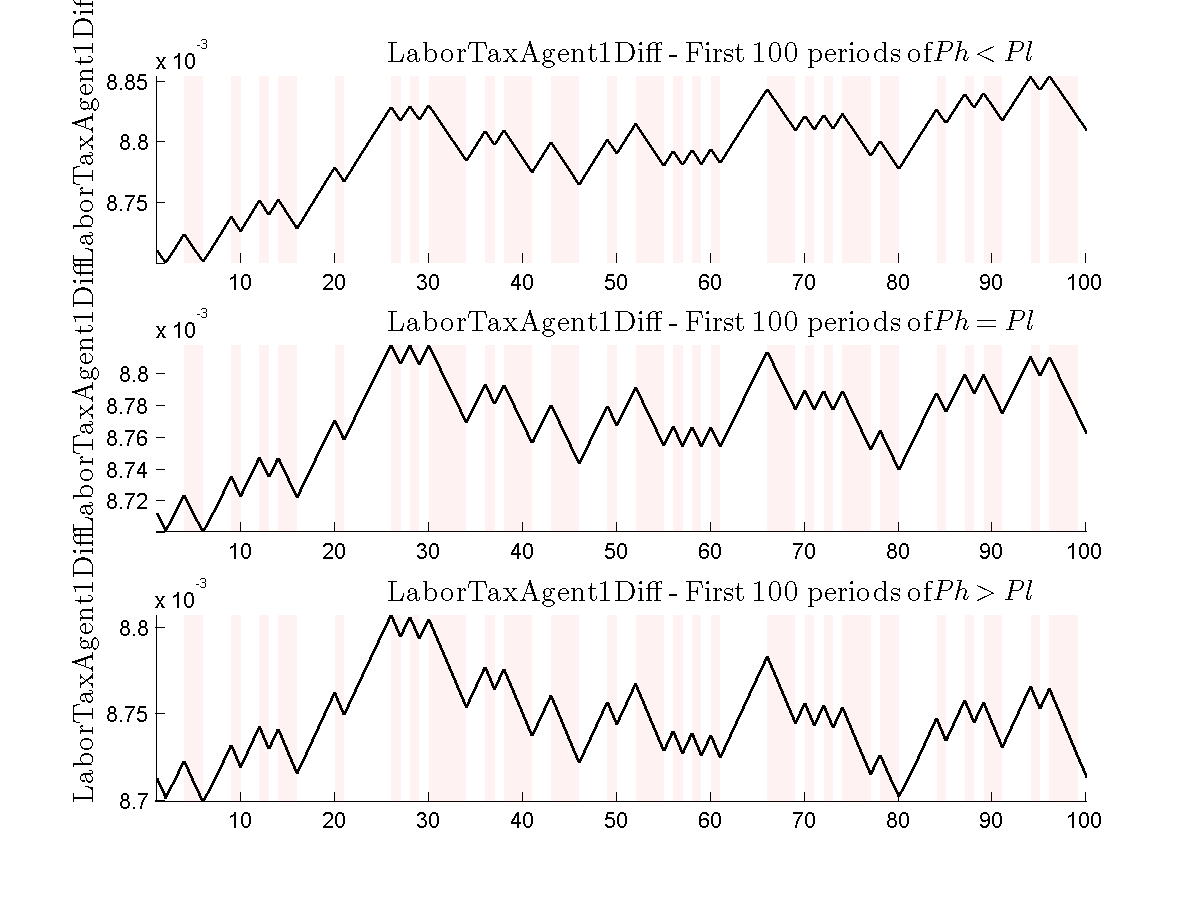 LaborTaxAgent1Diff - First 100 periods of Ph < Pl
x 10^-3
8.85
8.8
8.75
LaborTaxAgent1Diff
10 20 30 40 50 60 70 80 90 100
LaborTaxAgent1Diff - First 100 periods of Ph = Pl
x 10^-3
8.8
8.78
8.76
8.74
8.72
LaborTaxAgent1Diff
10 20 30 40 50 60 70 80 90 100
LaborTaxAgent1Diff - First 100 periods of Ph > Pl
x 10^-3
8.8
8.75
8.7
LaborTaxAgent1Diff
10 20 30 40 50 60 70 80 90 100